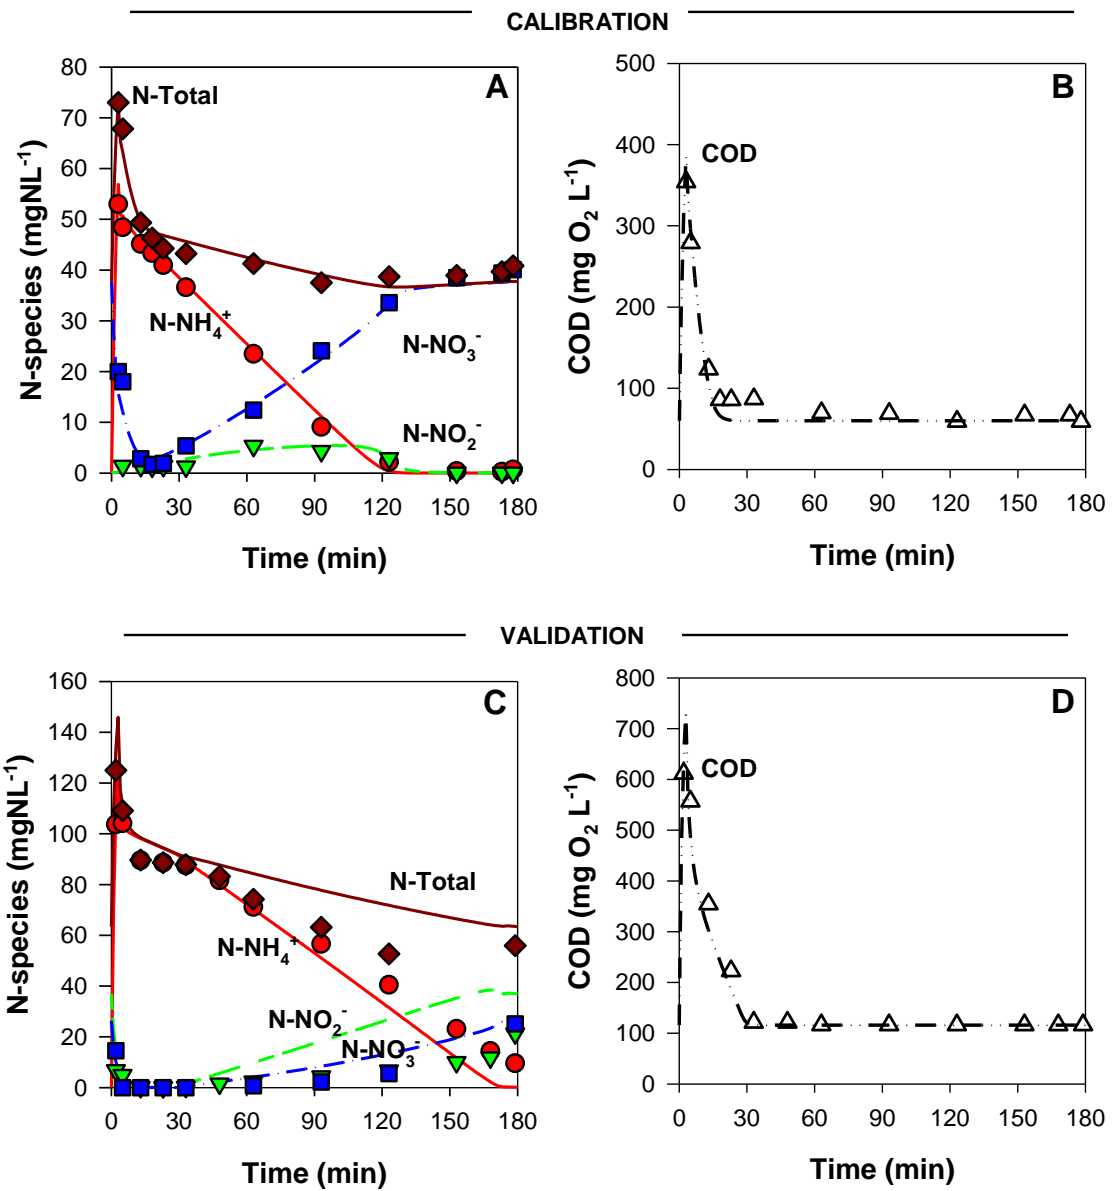 CALIBRATION
A
N-species (mgNL⁻¹)
80
70
60
50
40
30
20
10
0
N-Total
N-NH₄⁺
N-NO₃⁻
N-NO₂⁻
0 30 60 90 120 150 180
Time (min)
B
COD (mg O₂ L⁻¹)
500
400
300
200
100
0
COD
0 30 60 90 120 150 180
Time (min)
VALIDATION
C
N-species (mgNL⁻¹)
160
140
120
100
80
60
40
20
0
N-Total
N-NH₄⁺
N-NO₂⁻
N-NO₃⁻
0 30 60 90 120 150 180
Time (min)
D
COD (mg O₂ L⁻¹)
800
700
600
500
400
300
200
100
0
COD
0 30 60 90 120 150 180
Time (min)